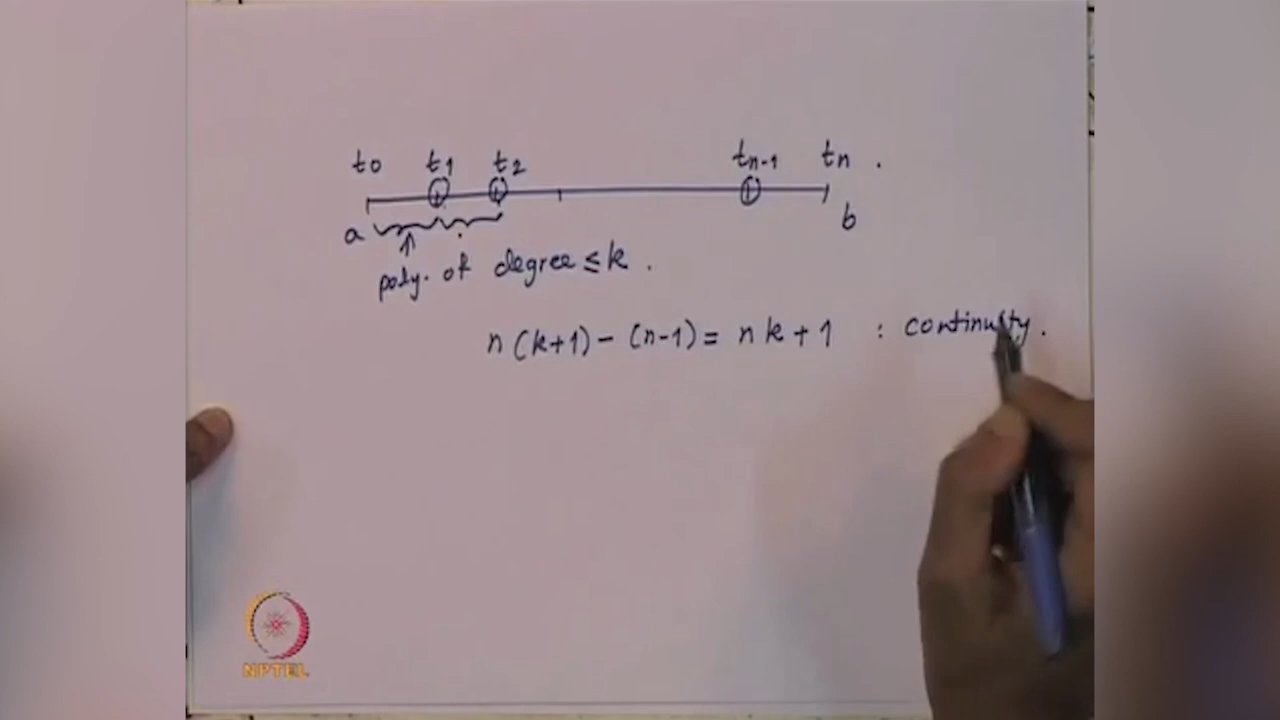 t0 t1 t2 tn-1 tn .
a b
poly. of degree ≤ k .
n (k+1) - (n-1) = n k + 1 : continuity .
NPTEL